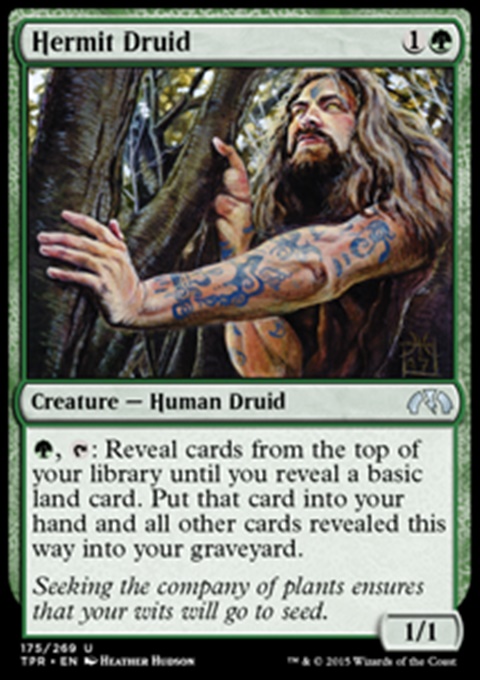 Hermit Druid 1
Creature — Human Druid
, : Reveal cards from the top of
your library until you reveal a basic
land card. Put that card into your
hand and all other cards revealed this
way into your graveyard.
Seeking the company of plants ensures
that your wits will go to seed.
1/1
175/269 U
TPR • EN Heather Hudson ™ & © 2015 Wizards of the Coast